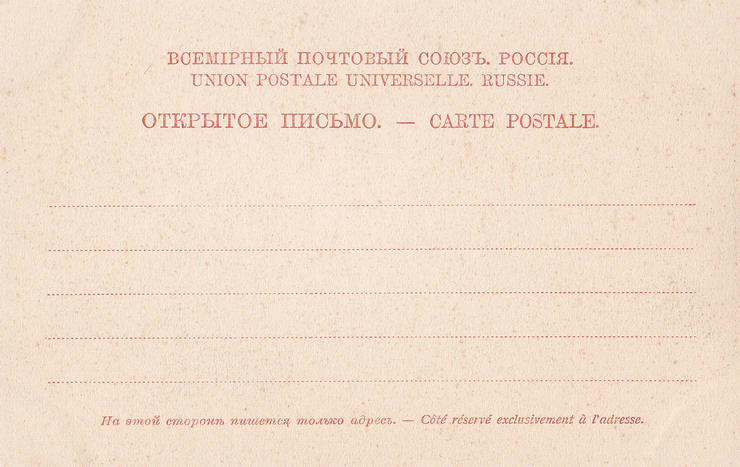 ВСЕМІРНЫЙ ПОЧТОВЫЙ СОЮЗЪ. РОССІЯ.
UNION POSTALE UNIVERSELLE. RUSSIE.
ОТКРЫТОЕ ПИСЬМО. — CARTE POSTALE.
На этой сторонѣ пишется только адресъ. — Côté réservé exclusivement à l'adresse.